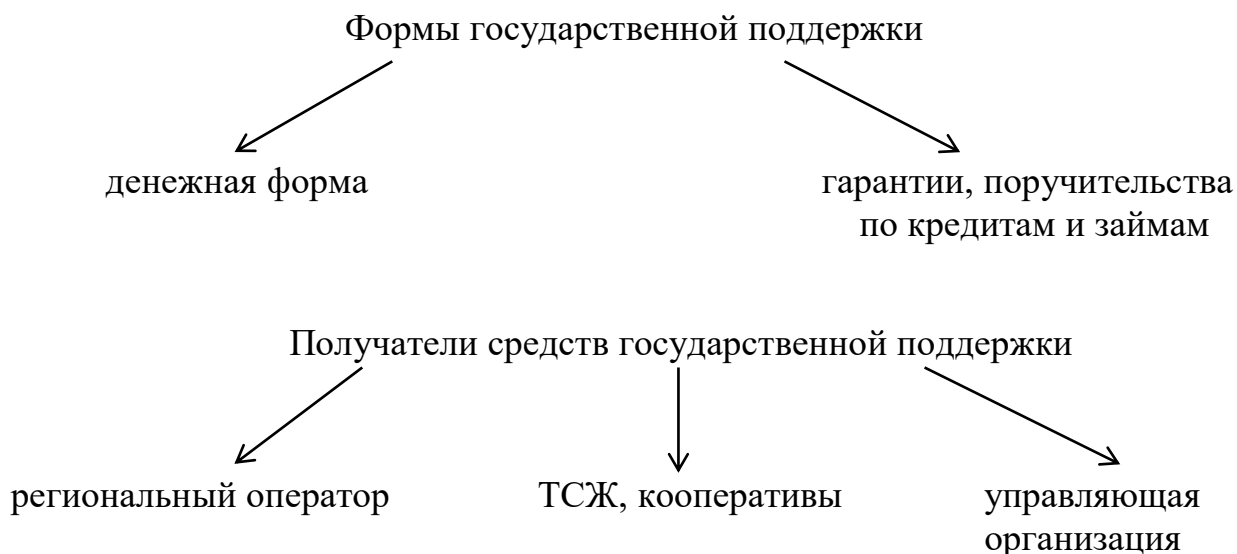 Формы государственной поддержки
денежная форма
гарантии, поручительства
по кредитам и займам
Получатели средств государственной поддержки
региональный оператор
ТСЖ, кооперативы
управляющая
организация